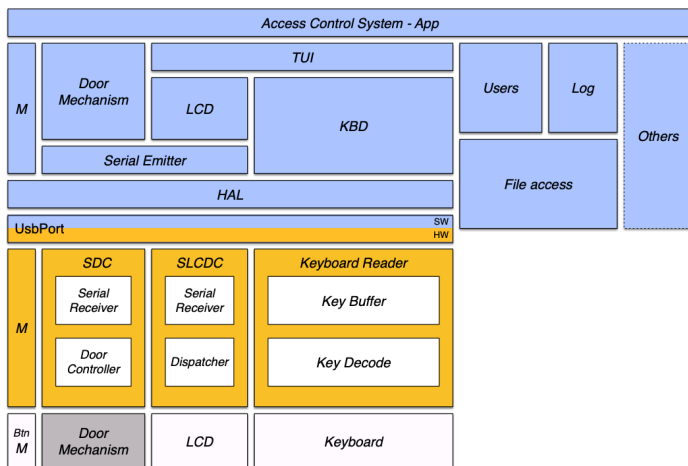 Access Control System - App
M
Door
Mechanism
TUI
LCD
KBD
Serial Emitter
HAL
Users
Log
Others
File access
UsbPort
SW
HW
M
SDC
Serial
Receiver
Door
Controller
SLCDC
Serial
Receiver
Dispatcher
Keyboard Reader
Key Buffer
Key Decode
Btn
M
Door
Mechanism
LCD
Keyboard